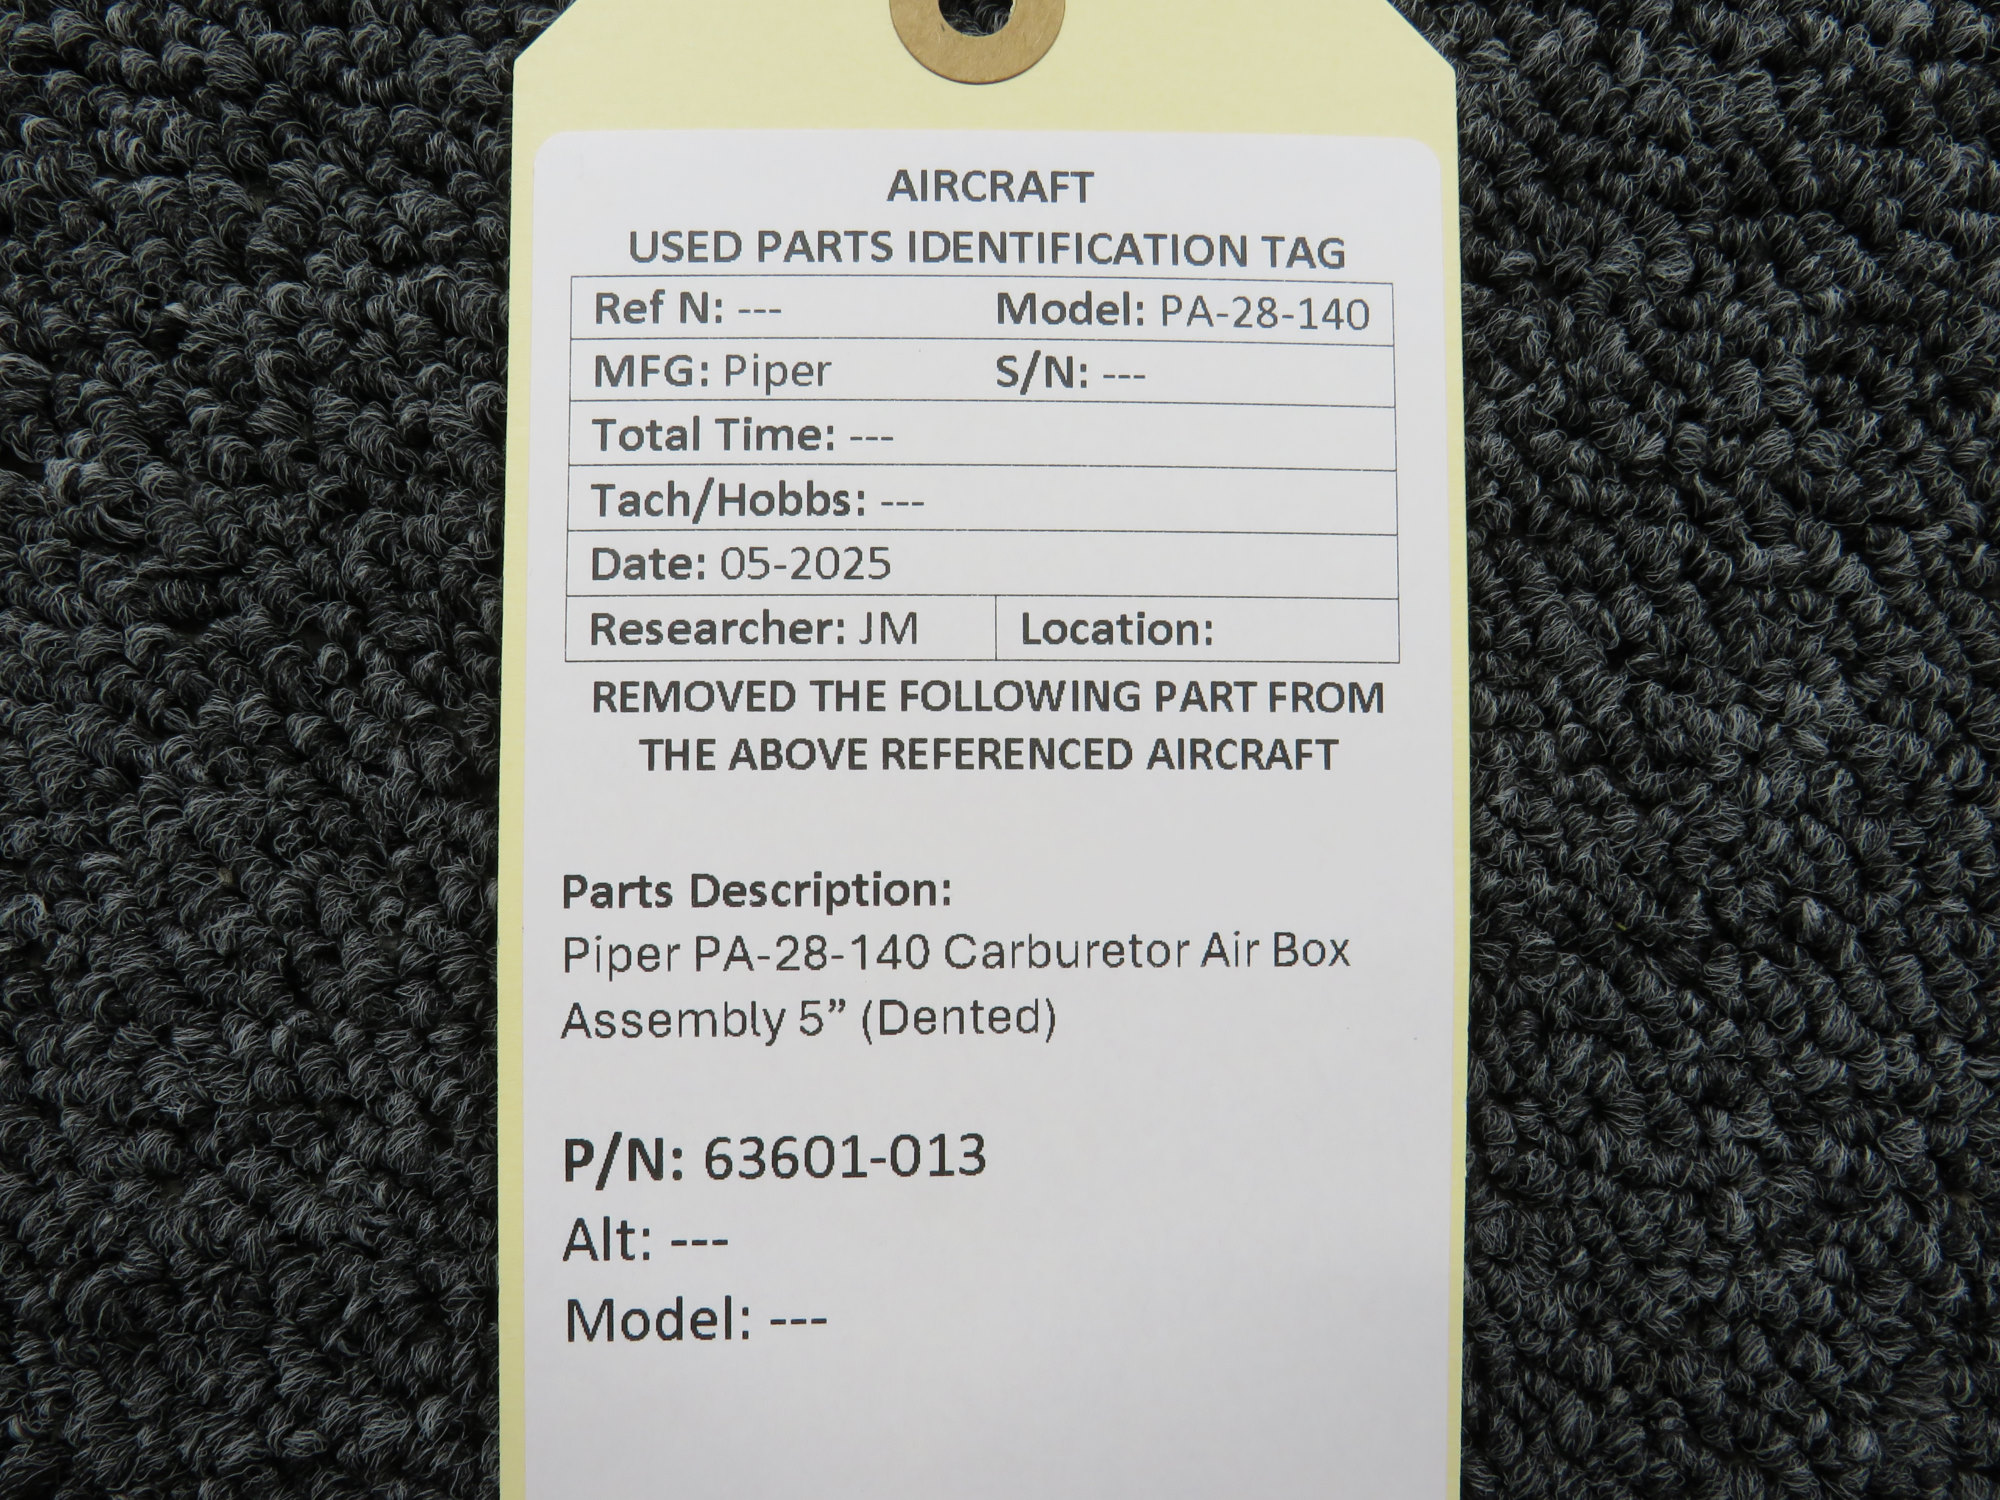 AIRCRAFT
USED PARTS IDENTIFICATION TAG
Ref N: --- Model: PA-28-140
MFG: Piper S/N: ---
Total Time: ---
Tach/Hobbs: ---
Date: 05-2025
Researcher: JM Location:
REMOVED THE FOLLOWING PART FROM
THE ABOVE REFERENCED AIRCRAFT
Parts Description:
Piper PA-28-140 Carburetor Air Box
Assembly 5” (Dented)
P/N: 63601-013
Alt: ---
Model: ---